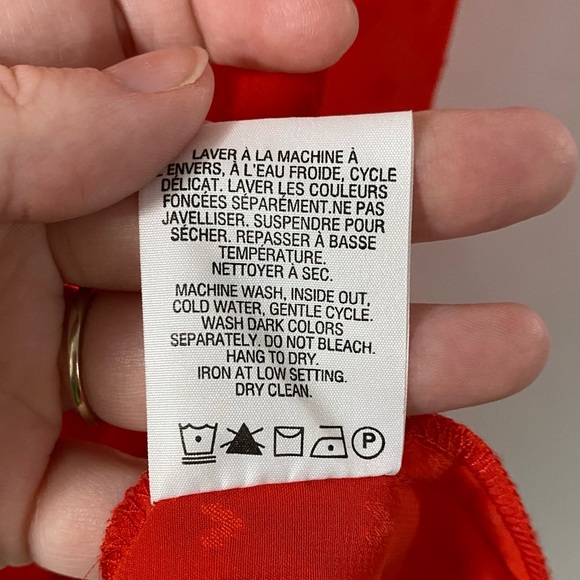 LAVER À LA MACHINE À
L'ENVERS, À L'EAU FROIDE, CYCLE
DÉLICAT. LAVER LES COULEURS
FONCÉES SÉPARÉMENT.NE PAS
JAVELLISER. SUSPENDRE POUR
SÉCHER. REPASSER À BASSE
TEMPÉRATURE.
NETTOYER À SEC.
MACHINE WASH, INSIDE OUT,
COLD WATER, GENTLE CYCLE.
WASH DARK COLORS
SEPARATELY. DO NOT BLEACH.
HANG TO DRY.
IRON AT LOW SETTING.
DRY CLEAN.
P